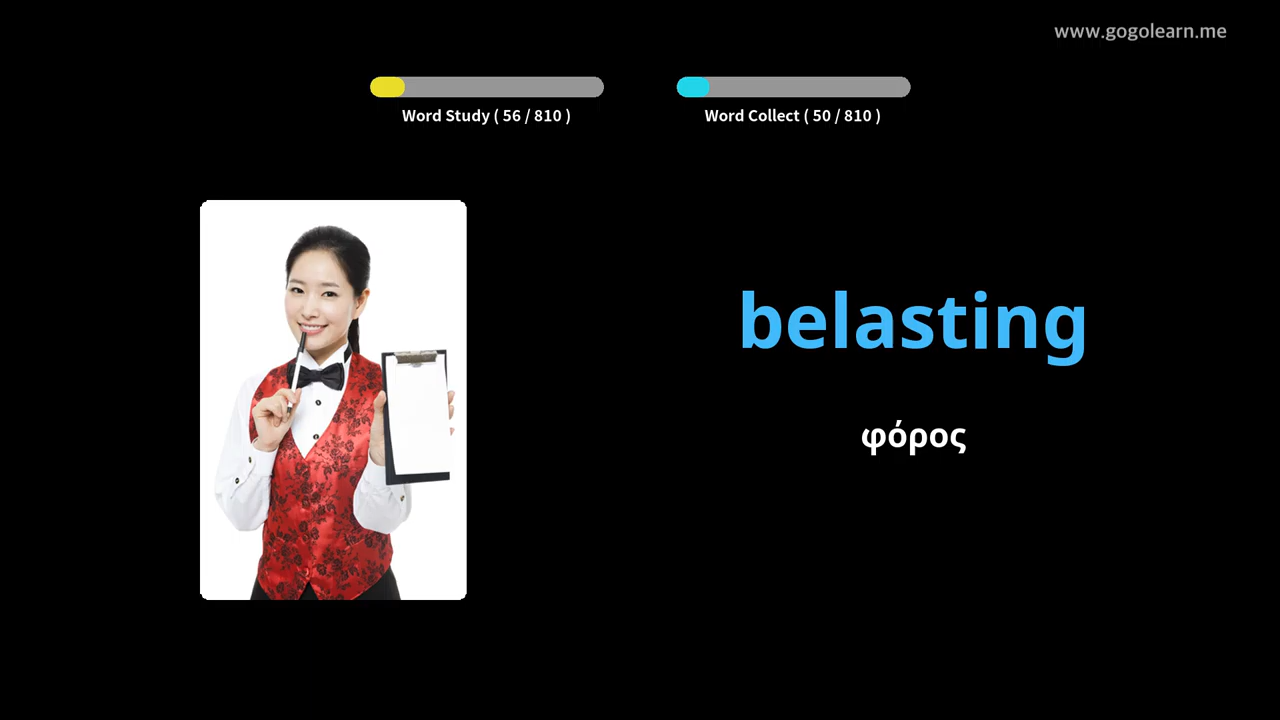 www.gogolearn.me
Word Study ( 56 / 810 )
Word Collect ( 50 / 810 )
belasting
φόρος